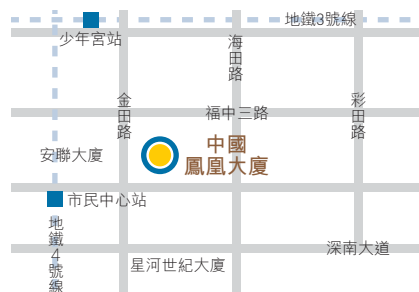 地鐵3號線
少年宮站
海田路
金田路
彩田路
福中三路
中國
鳳凰大廈
安聯大廈
市民中心站
地鐵4號線
深南大道
星河世紀大廈